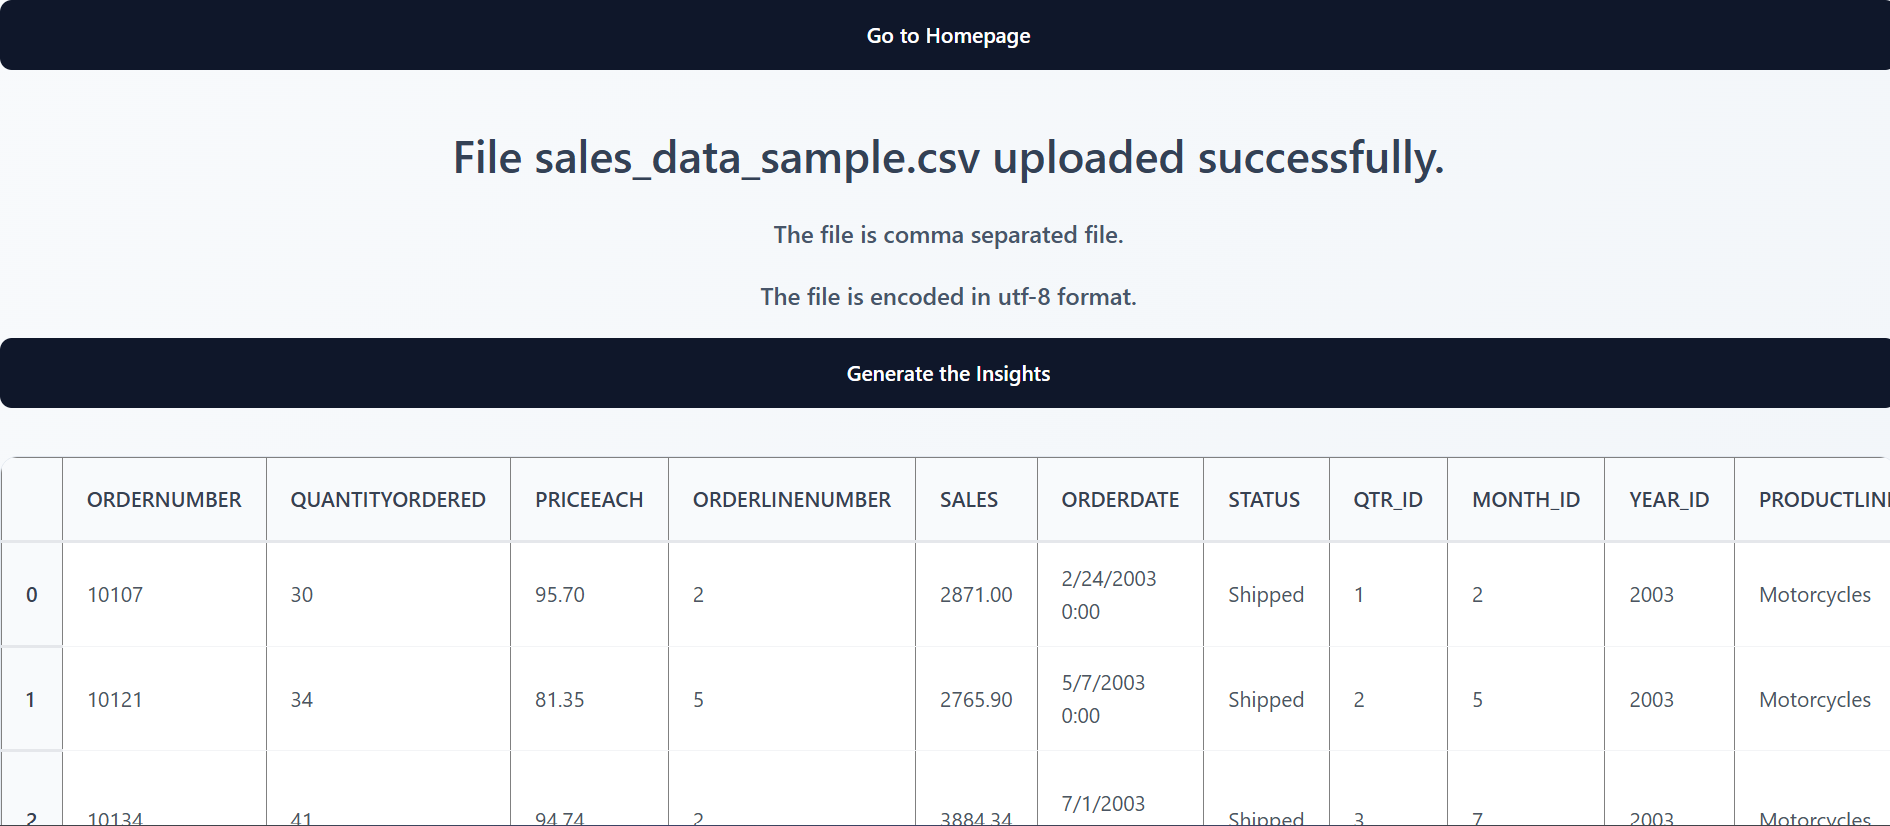 Go to Homepage
File sales_data_sample.csv uploaded successfully.
The file is comma separated file.
The file is encoded in utf-8 format.
Generate the Insights
ORDERNUMBER QUANTITYORDERED PRICEEACH ORDERLINENUMBER SALES ORDERDATE STATUS QTR_ID MONTH_ID YEAR_ID PRODUCTLIN
0 10107 30 95.70 2 2871.00 2/24/2003 0:00 Shipped 1 2 2003 Motorcycles
1 10121 34 81.35 5 2765.90 5/7/2003 0:00 Shipped 2 5 2003 Motorcycles
2 10134 41 94.74 2 3884.34 7/1/2003 Shipped 3 7 2003 Motorcycles